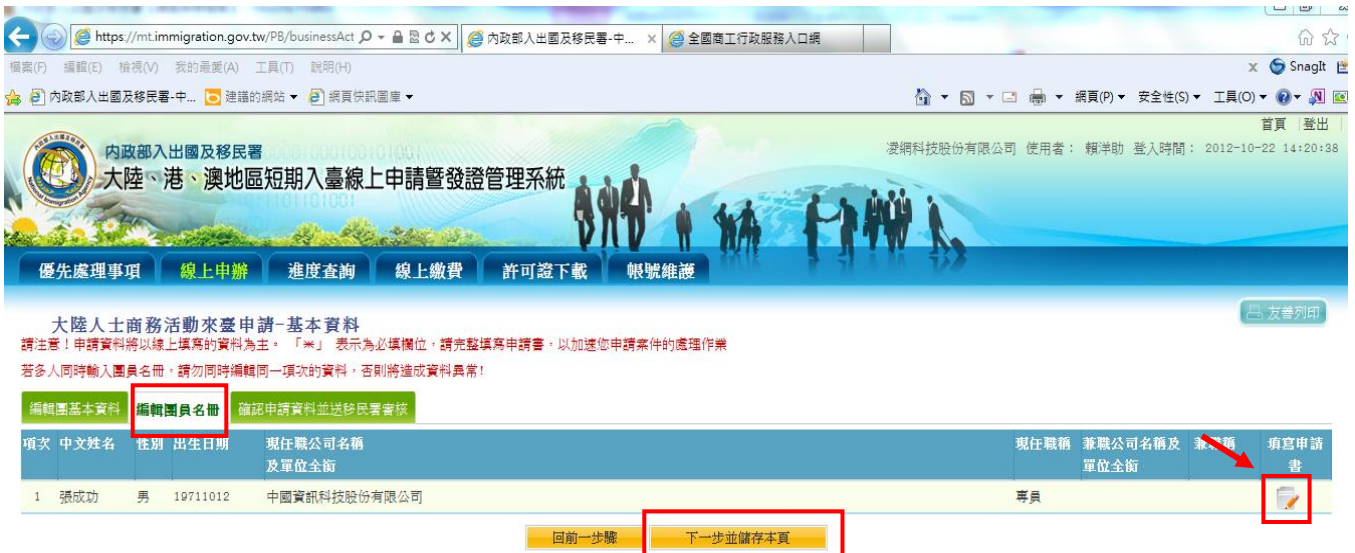 https://mt.immigration.gov.tw/PB/businessAct
內政部入出國及移民署-中... ×
全國商工行政服務入口網
檔案(F) 編輯(E) 檢視(V) 我的最愛(A) 工具(T) 說明(H)
x SnagIt
內政部入出國及移民署-中... 建議的網站 ▼ 網頁快訊圖庫 ▼
網頁(P) ▼ 安全性(S) ▼ 工具(O) ▼
首頁 | 登出 |
內政部入出國及移民署
凌網科技股份有限公司 使用者： 賴洋助 登入時間： 2012-10-22 14:20:38
大陸、港、澳地區短期入臺線上申請暨發證管理系統
優先處理事項 線上申辦 進度查詢 線上繳費 許可證下載 帳號維護
友善列印
大陸人士商務活動來臺申請-基本資料
請注意！申請資料將以線上填寫的資料為主。 「＊」 表示為必填欄位，請完整填寫申請書，以加速您申請案件的處理作業
若多人同時輸入團員名冊，請勿同時編輯同一項次的資料，否則將造成資料異常!
編輯團基本資料 編輯團員名冊 確認申請資料並送移民署審核
項次 中文姓名 性別 出生日期 現任職公司名稱 現任職稱 兼職公司名稱及 兼職稱 填寫申請
及單位全銜 單位全銜 書
1 張成功 男 19711012 中國資訊科技股份有限公司 專員
回前一步驟 下一步並儲存本頁